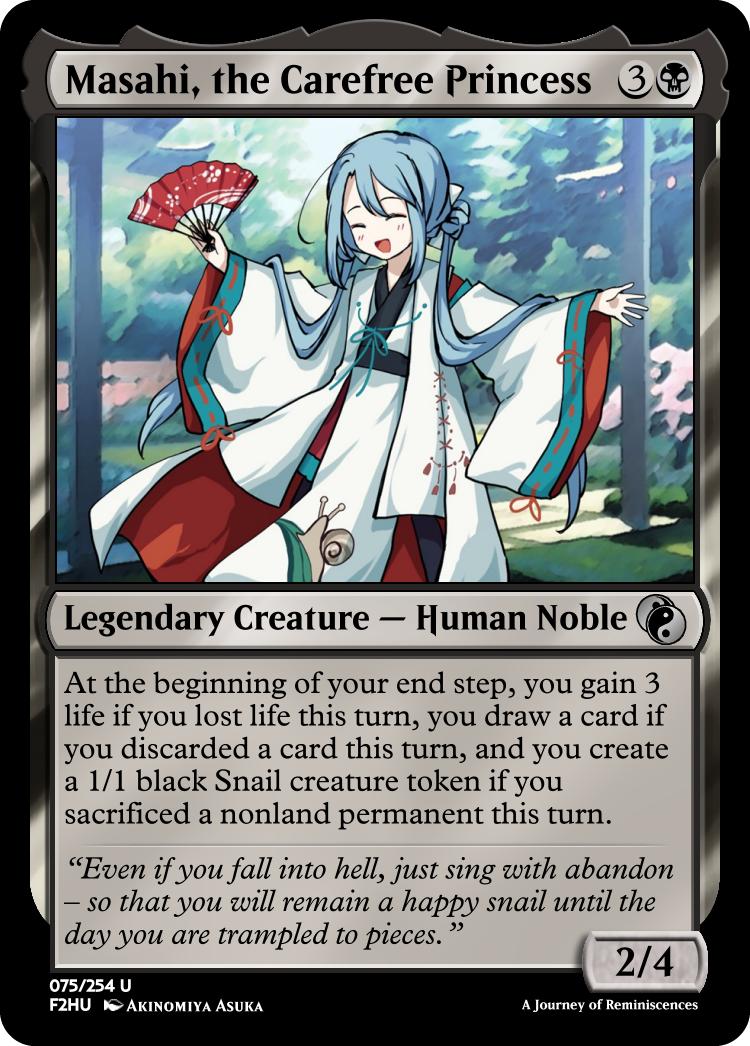 Masahi, the Carefree Princess 3
Legendary Creature — Human Noble
At the beginning of your end step, you gain 3
life if you lost life this turn, you draw a card if
you discarded a card this turn, and you create
a 1/1 black Snail creature token if you
sacrificed a nonland permanent this turn.
“Even if you fall into hell, just sing with abandon
– so that you will remain a happy snail until the
day you are trampled to pieces.”
2/4
075/254 U
F2HU Akinomiya Asuka
A Journey of Reminiscences